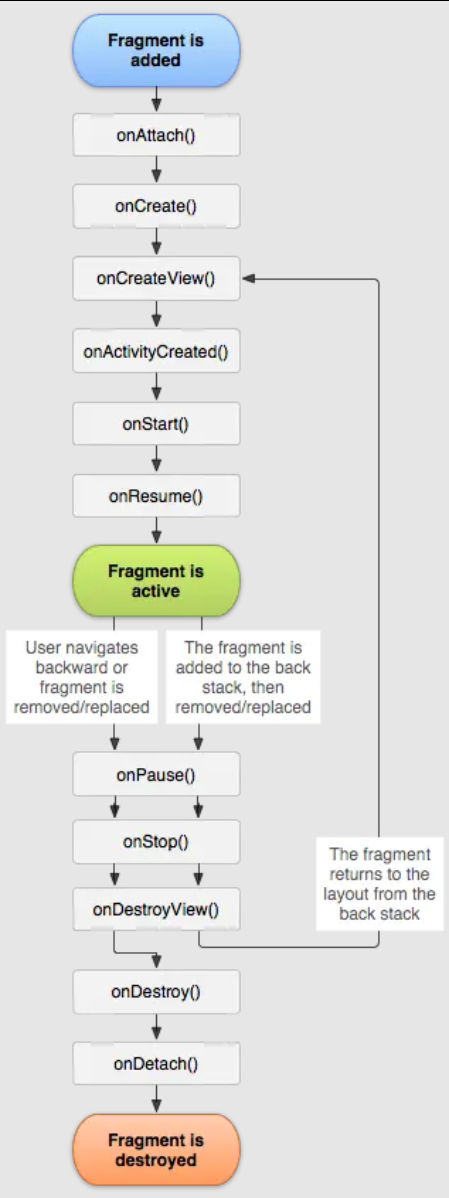 Fragment is
added
onAttach()
onCreate()
onCreateView()
onActivityCreated()
onStart()
onResume()
Fragment is
active
User navigates
backward or
fragment is
removed/replaced
The fragment is
added to the back
stack, then
removed/replaced
onPause()
onStop()
onDestroyView()
The fragment
returns to the
layout from the
back stack
onDestroy()
onDetach()
Fragment is
destroyed